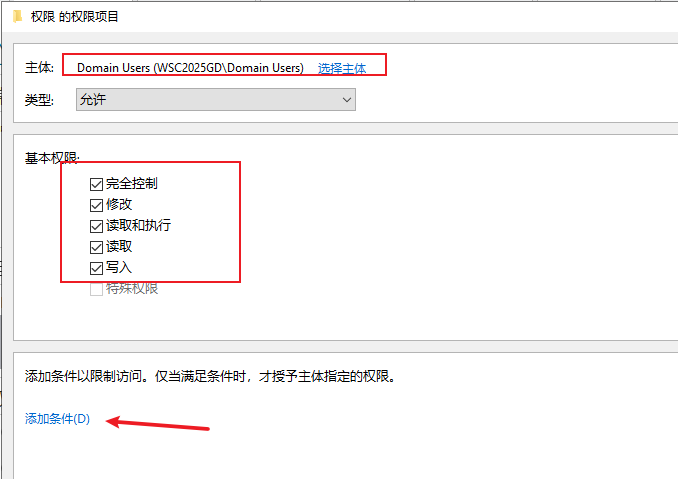 权限 的权限项目
主体: Domain Users (WSC2025GD\Domain Users) 选择主体
类型: 允许
基本权限:
完全控制
修改
读取和执行
读取
写入
特殊权限
添加条件以限制访问。仅当满足条件时，才授予主体指定的权限。
添加条件(D)